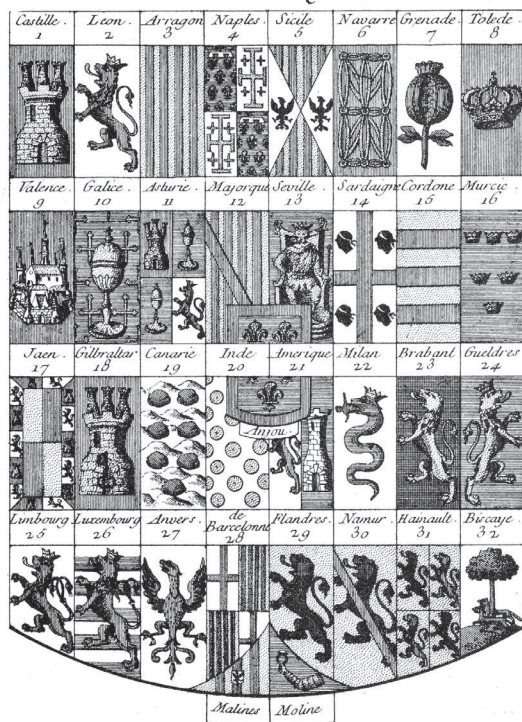 Castille. Leon. Arragon Naples. Sicile Navarre Grenade. Tolede
1 2 3 4 5 6 7 8
Valence. Galice. Asturie. Majorque Seville. Sardaigne Cordone. Murcie.
9 10 11 12 13 14 15 16
Jaen. Gilbraltar Canarie. Inde Amerique. Milan. Brabant. Gueldres.
17 18 19 20 21 22 23 24
Anjou.
Limbourg Luxembourg Anvers. de Barcelonne Flandres. Namur. Hainault. Biscaye.
25 26 27 28 29 30 31 32
Malines Moline